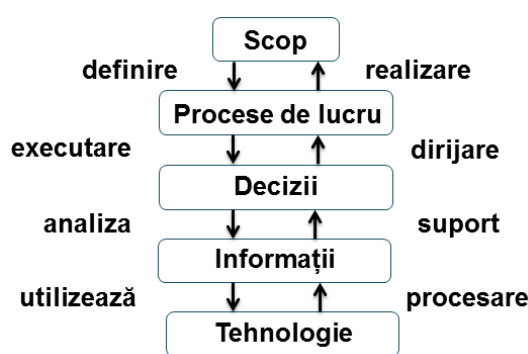 Scop
definire realizare
Procese de lucru
executare dirijare
Decizii
analiza suport
Informații
utilizează procesare
Tehnologie